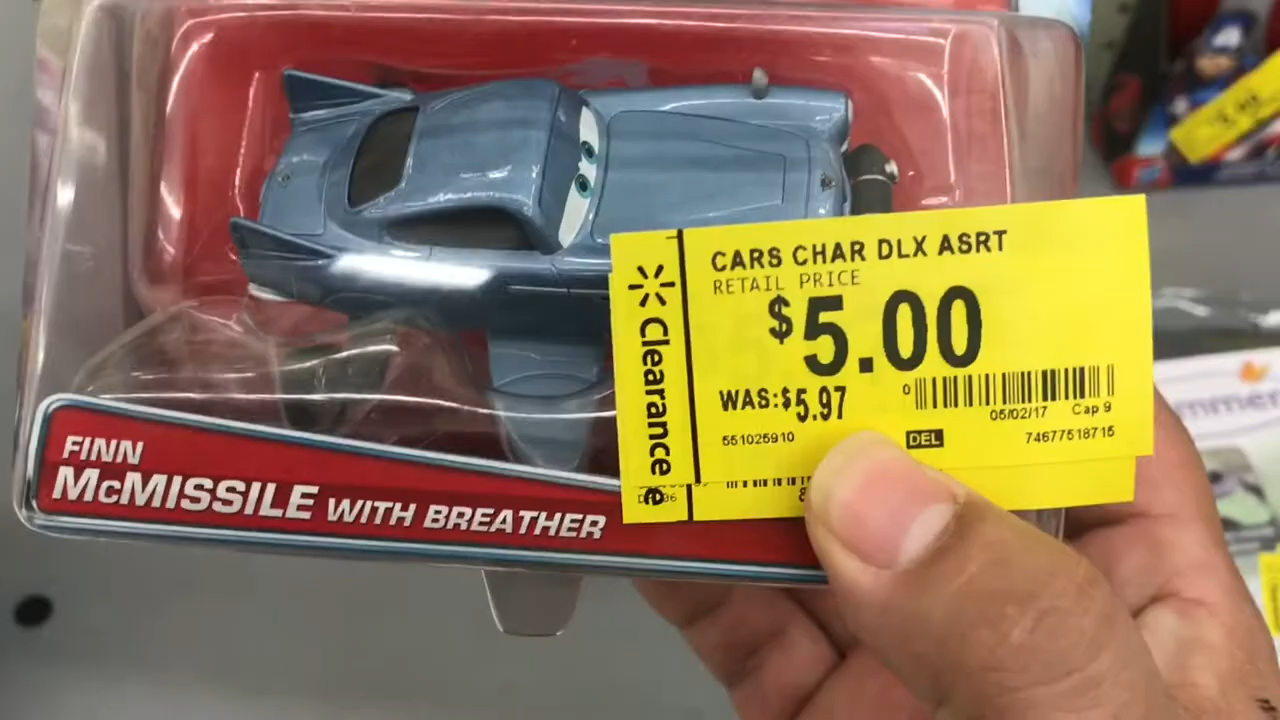 CARS CHAR DLX ASRT
RETAIL PRICE
$5.00
WAS:$5.97
05/02/17 Cap 9
551025910 DEL 74677518715
Clearance
FINN
McMISSILE WITH BREATHER